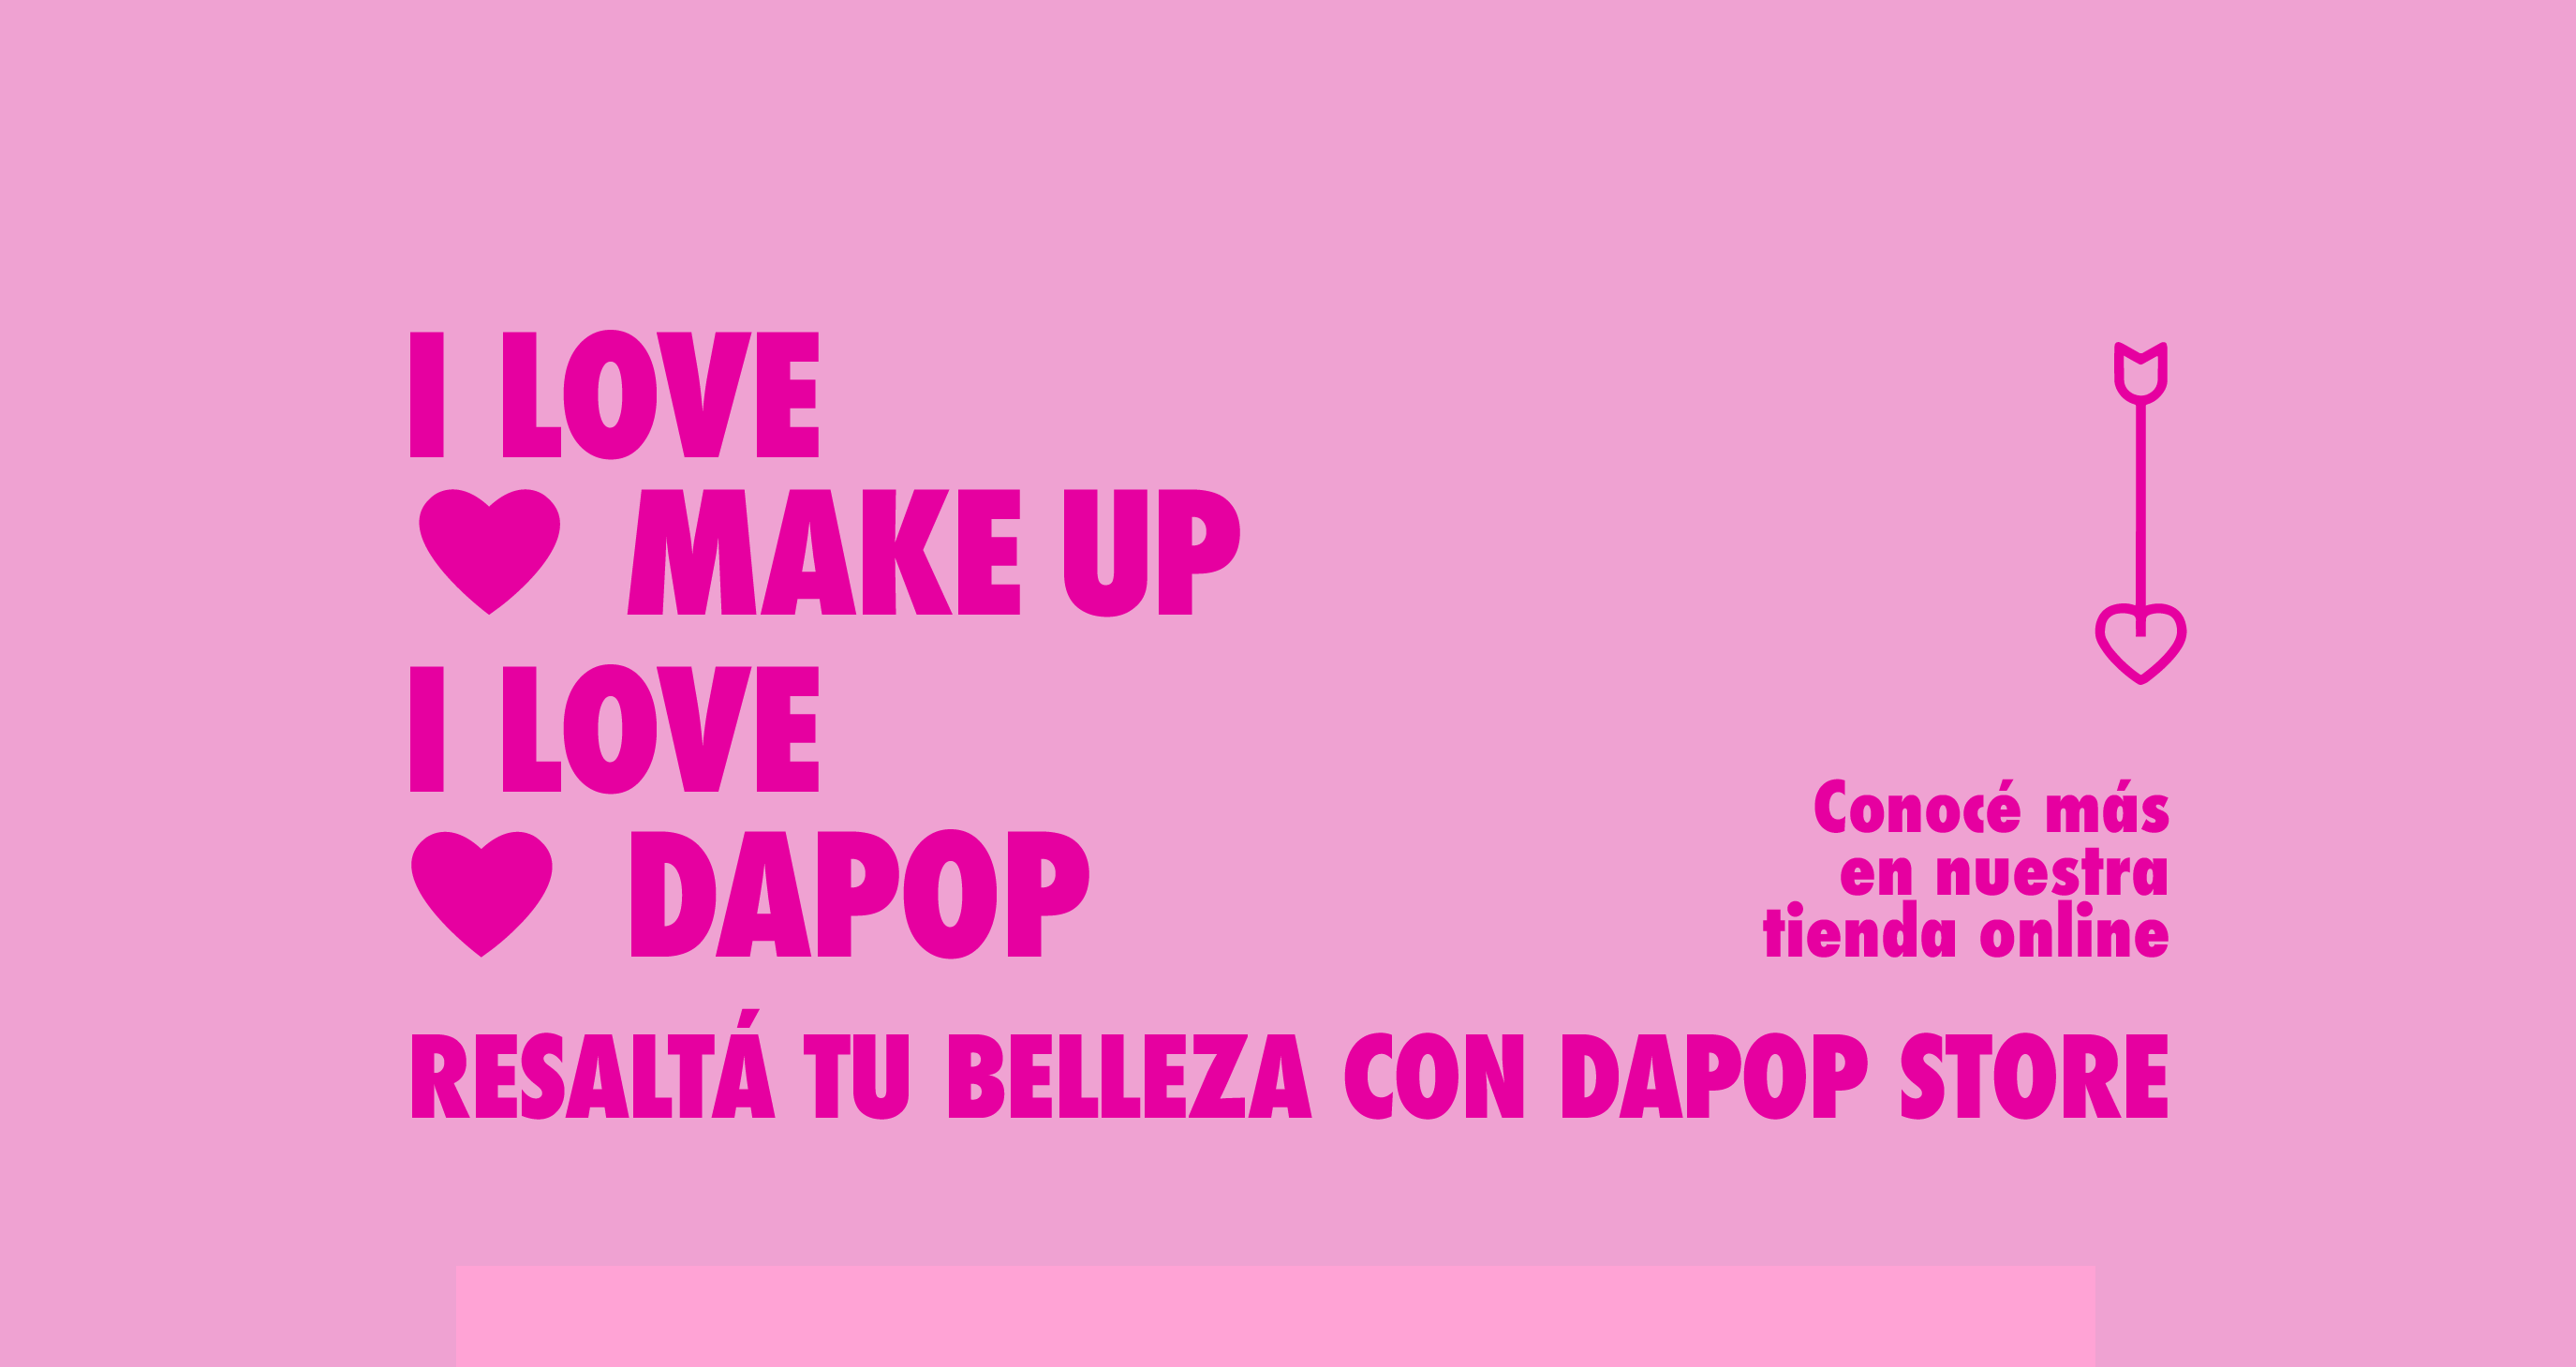 I LOVE
MAKE UP
I LOVE
DAPOP
Conocé más
en nuestra
tienda online
RESALTÁ TU BELLEZA CON DAPOP STORE